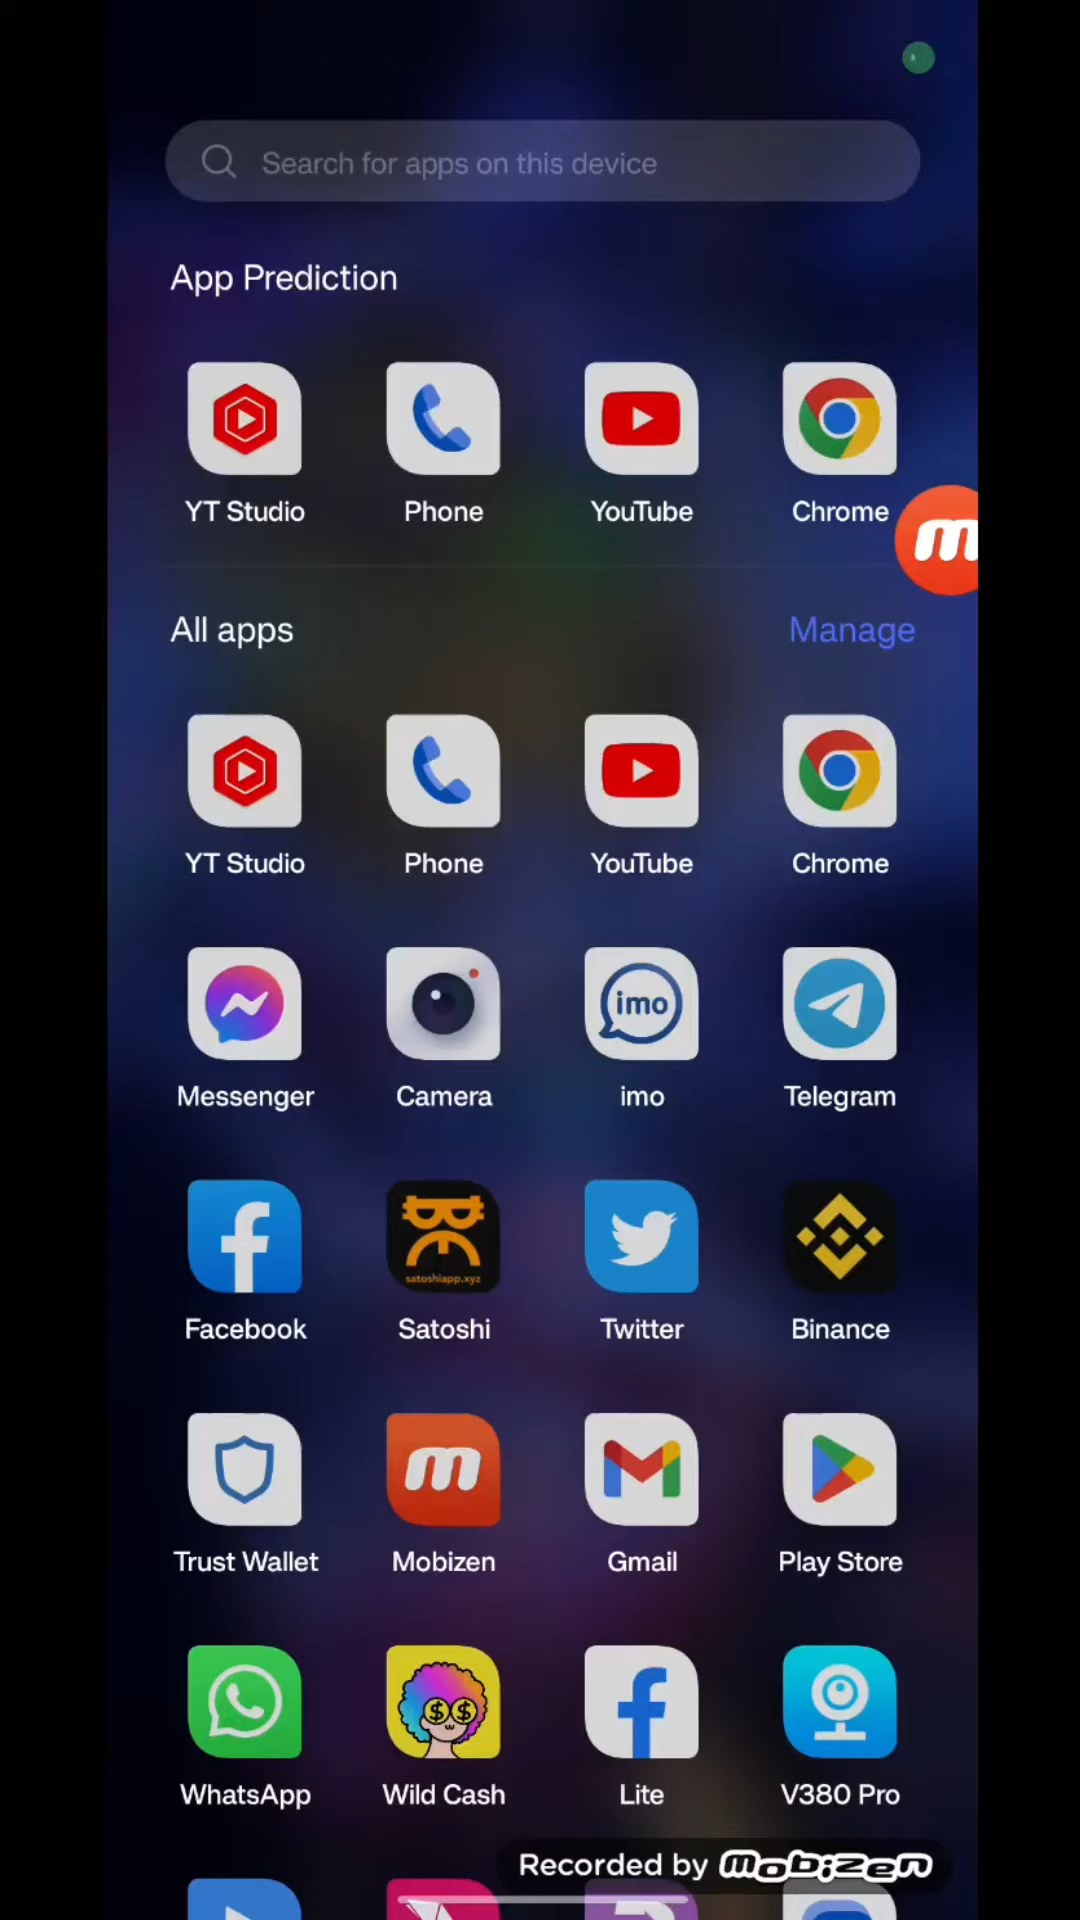 Search for apps on this device
App Prediction
YT Studio Phone YouTube Chrome
m
All apps Manage
YT Studio Phone YouTube Chrome
imo
Messenger Camera imo Telegram
satoshiapp.xyz
Facebook Satoshi Twitter Binance
m
Trust Wallet Mobizen Gmail Play Store
$ $
WhatsApp Wild Cash Lite V380 Pro
Recorded by mobizen